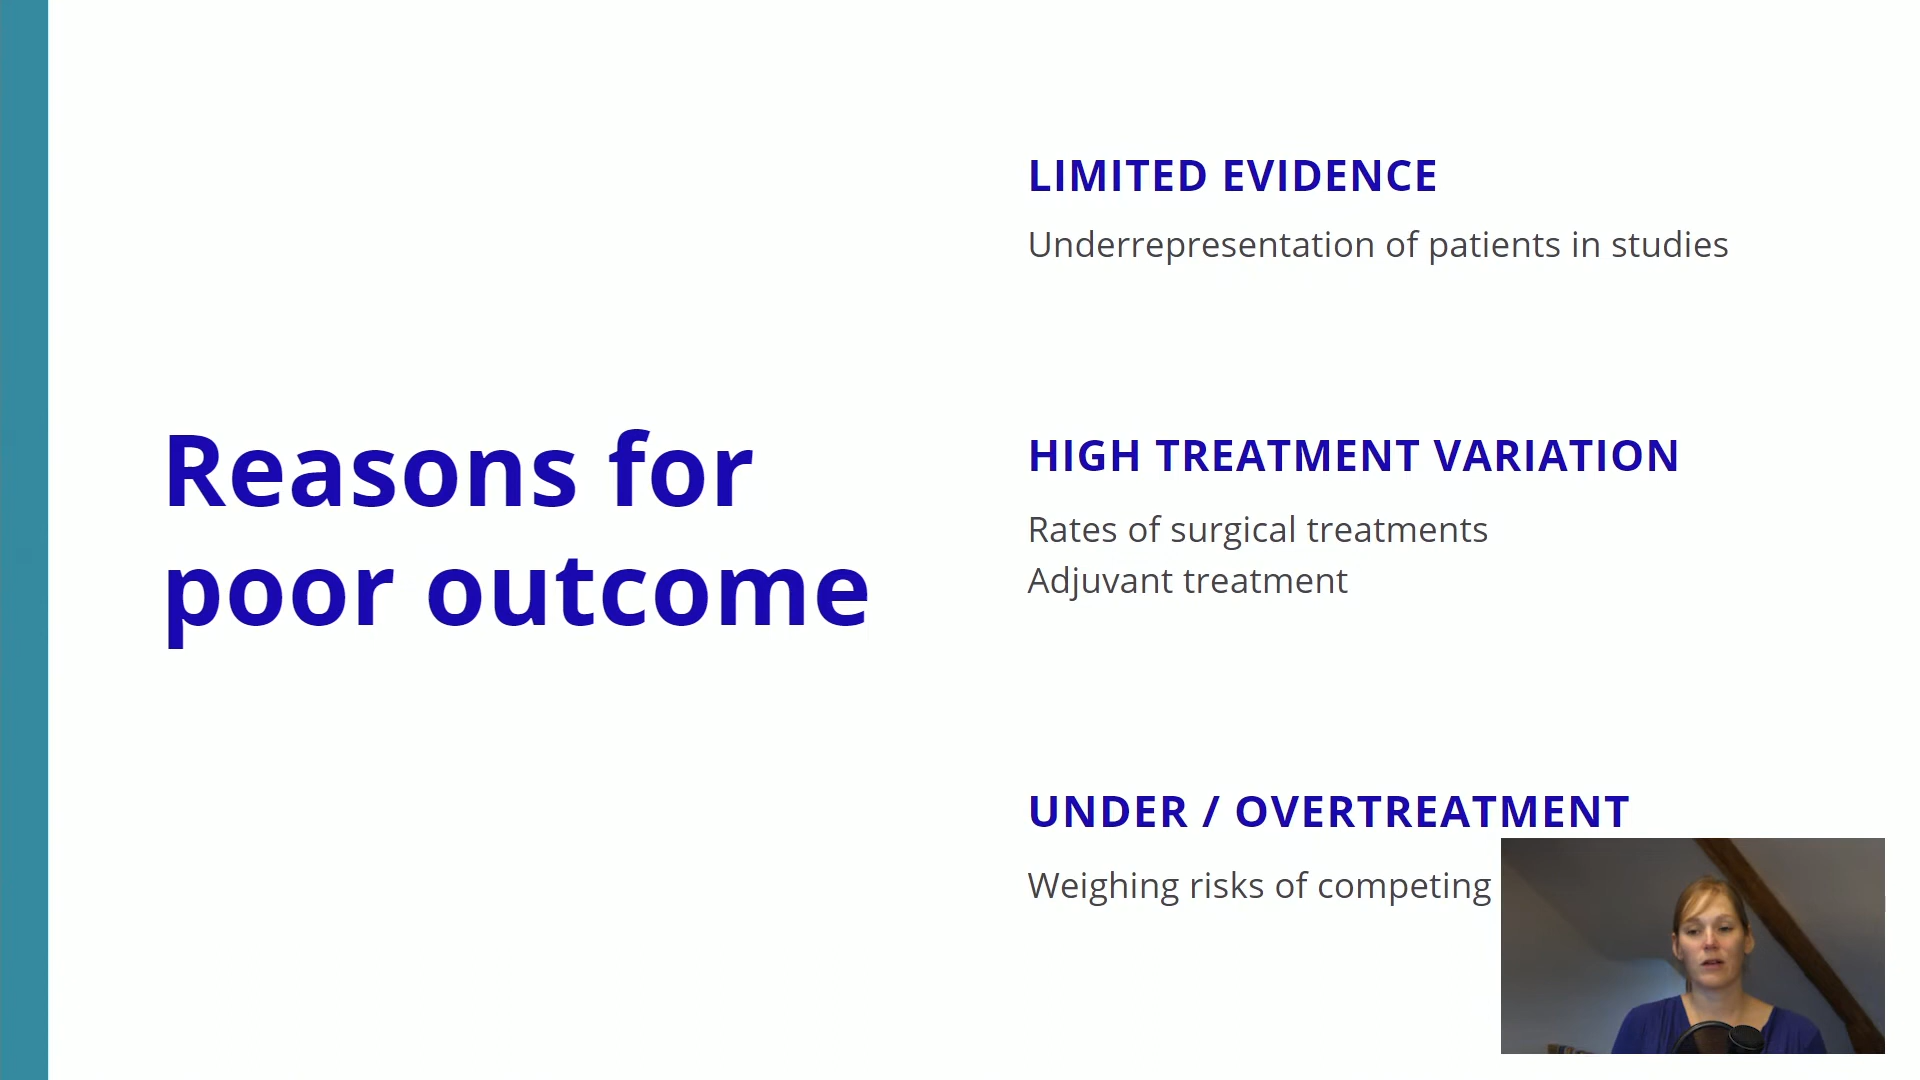 Reasons for
poor outcome
LIMITED EVIDENCE
Underrepresentation of patients in studies
HIGH TREATMENT VARIATION
Rates of surgical treatments
Adjuvant treatment
UNDER / OVERTREATMENT
Weighing risks of competing